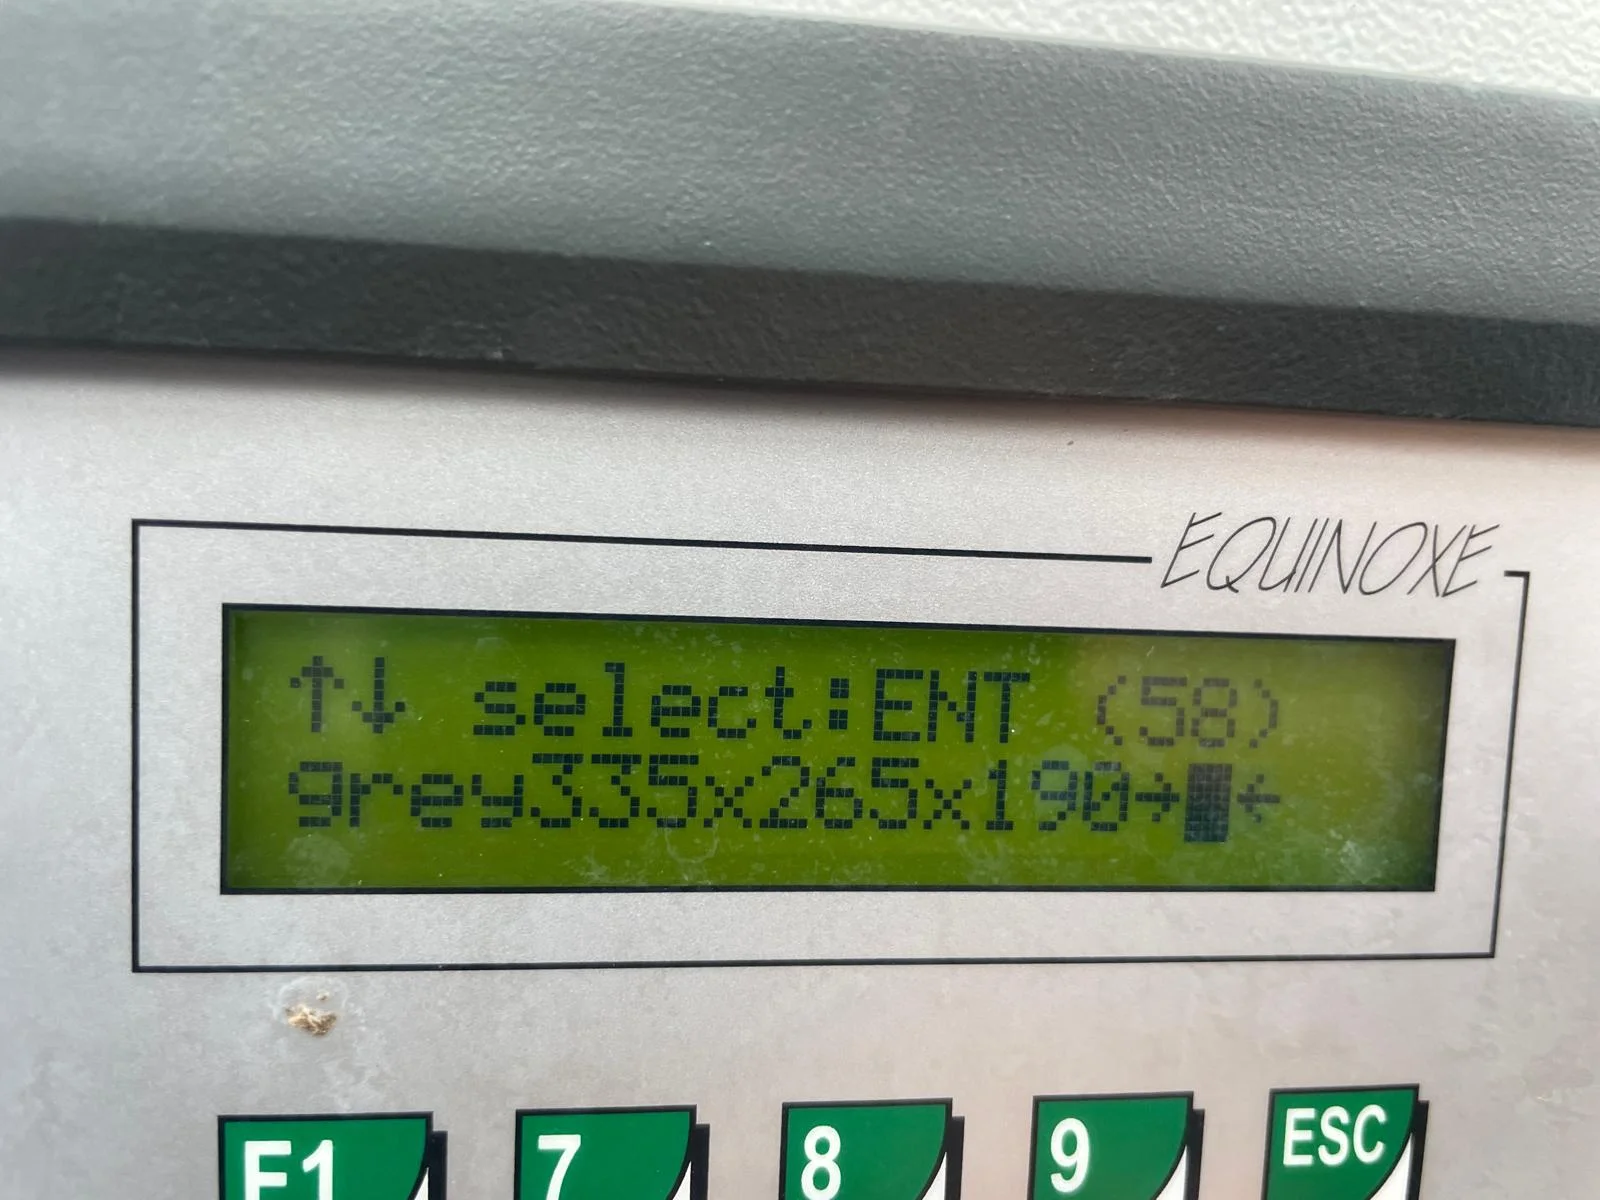 EQUINOXE
↑↓ select:ENT (58)
grey335x265x190→█←
F1 7 8 9 ESC